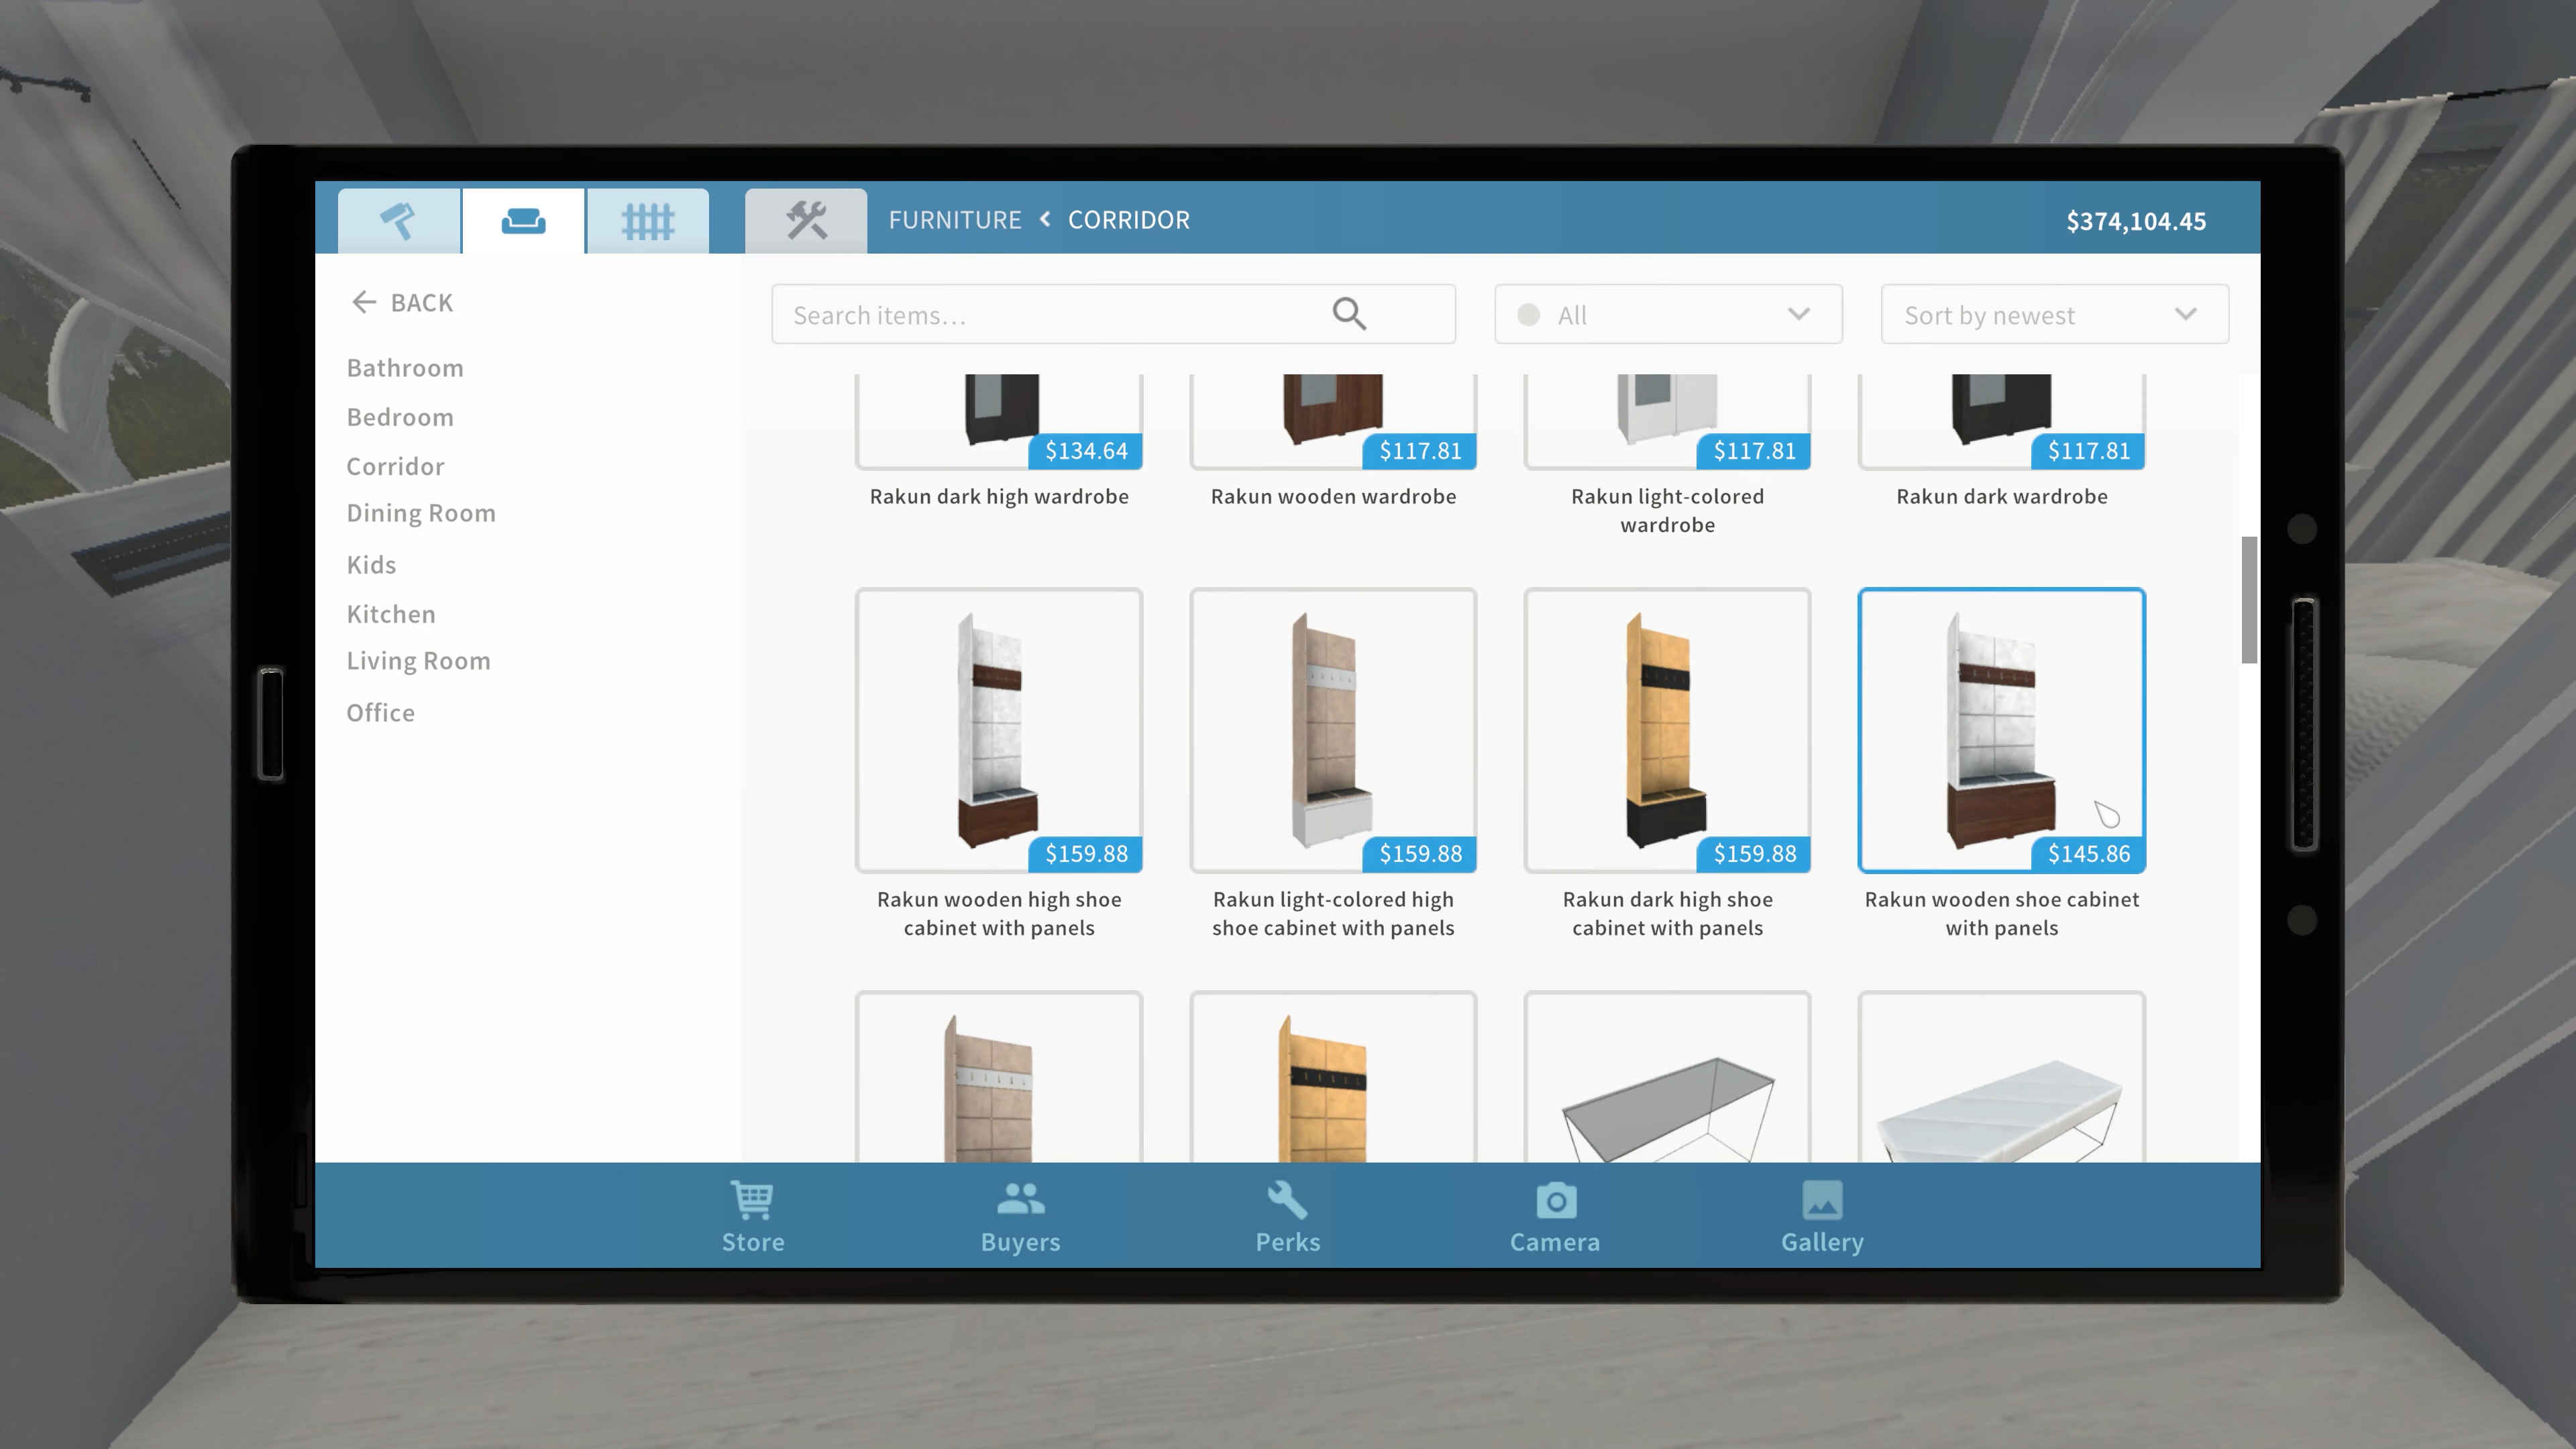 FURNITURE < CORRIDOR
$374,104.45
BACK
Search items...
All
Sort by newest
Bathroom
Bedroom
Corridor
Dining Room
Kids
Kitchen
Living Room
Office
$134.64
$117.81
$117.81
$117.81
Rakun dark high wardrobe
Rakun wooden wardrobe
Rakun light-colored
wardrobe
Rakun dark wardrobe
$159.88
$159.88
$159.88
$145.86
Rakun wooden high shoe
cabinet with panels
Rakun light-colored high
shoe cabinet with panels
Rakun dark high shoe
cabinet with panels
Rakun wooden shoe cabinet
with panels
Store
Buyers
Perks
Camera
Gallery